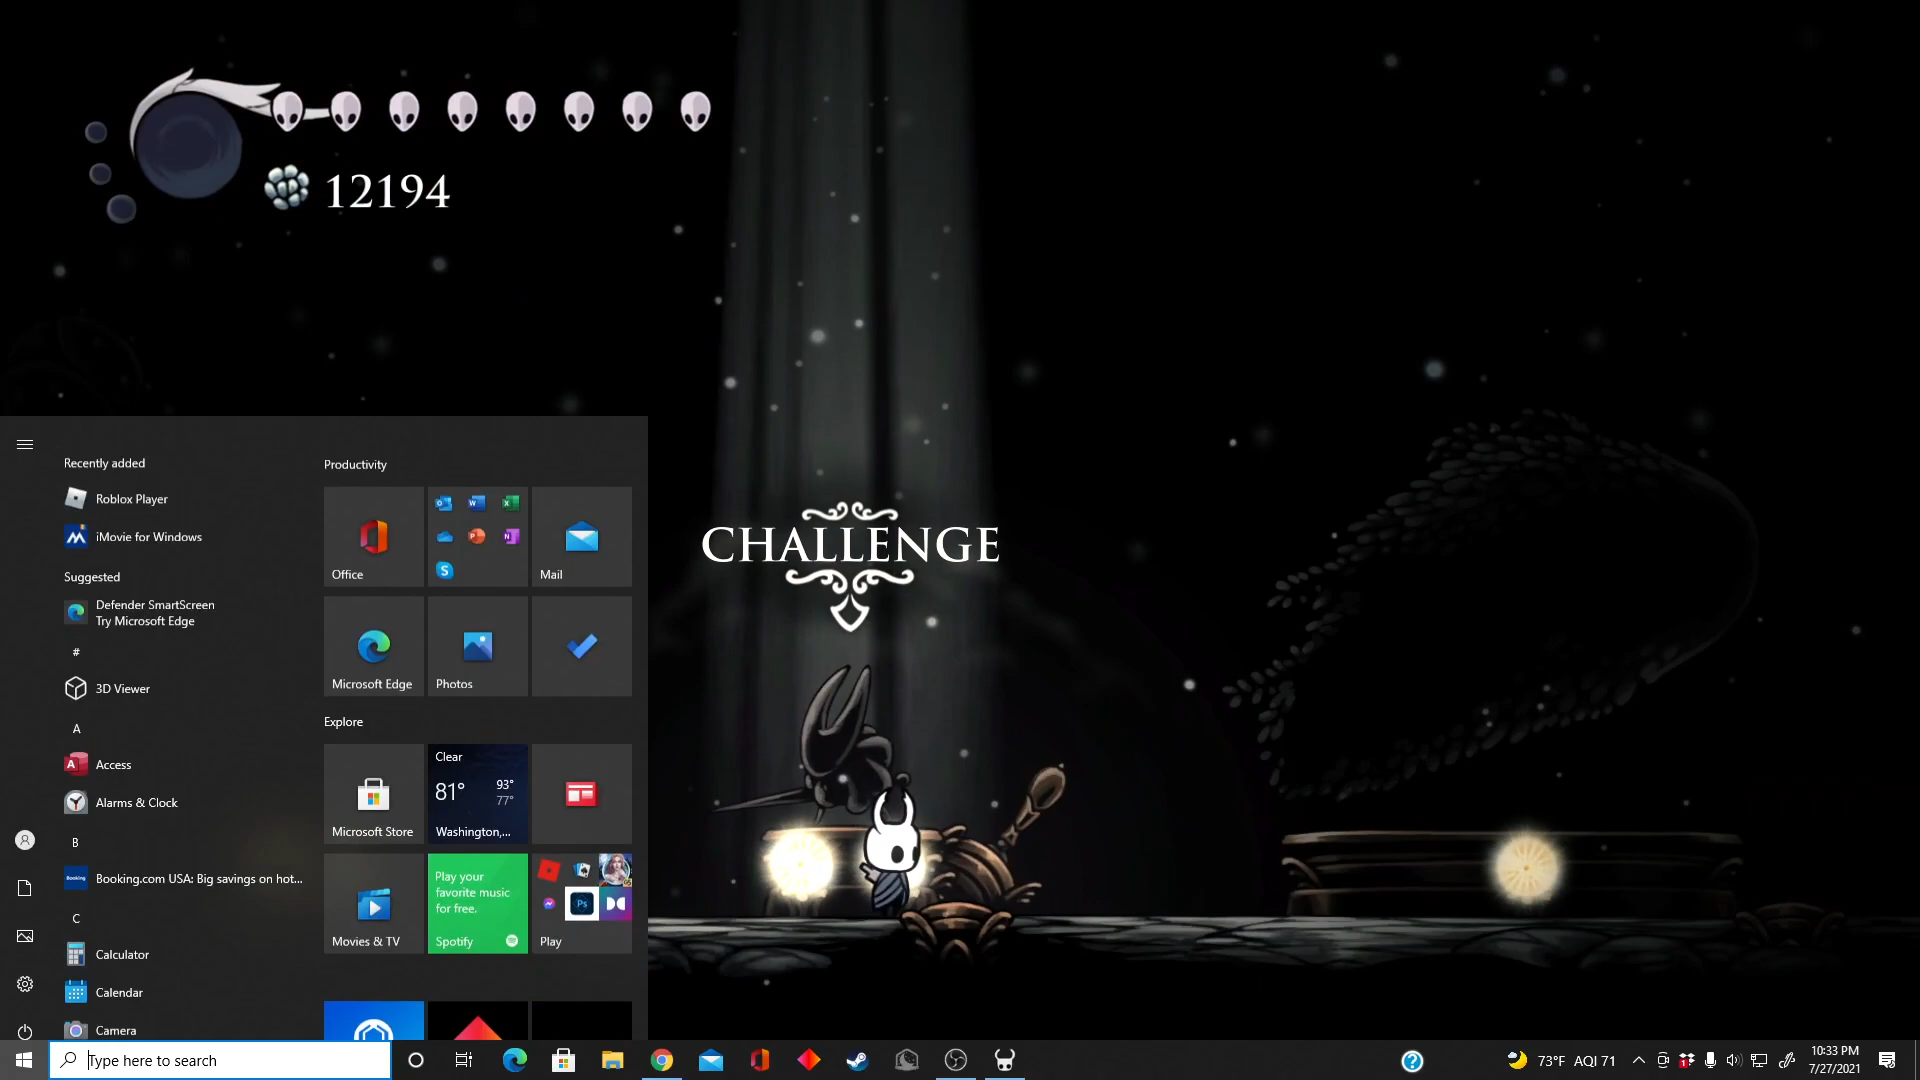 12194
CHALLENGE
Recently added
Roblox Player
iMovie for Windows
Suggested
Defender SmartScreen
Try Microsoft Edge
#
3D Viewer
A
Access
Alarms & Clock
B
Booking
Booking.com USA: Big savings on hot...
C
Calculator
Calendar
Camera
Productivity
Office
Mail
Microsoft Edge
Photos
Explore
Microsoft Store
Clear
81°
93°
77°
Washington,...
Movies & TV
Play your
favorite music
for free.
Spotify
Ps
Play
Type here to search
73°F AQI 71
10:33 PM
7/27/2021